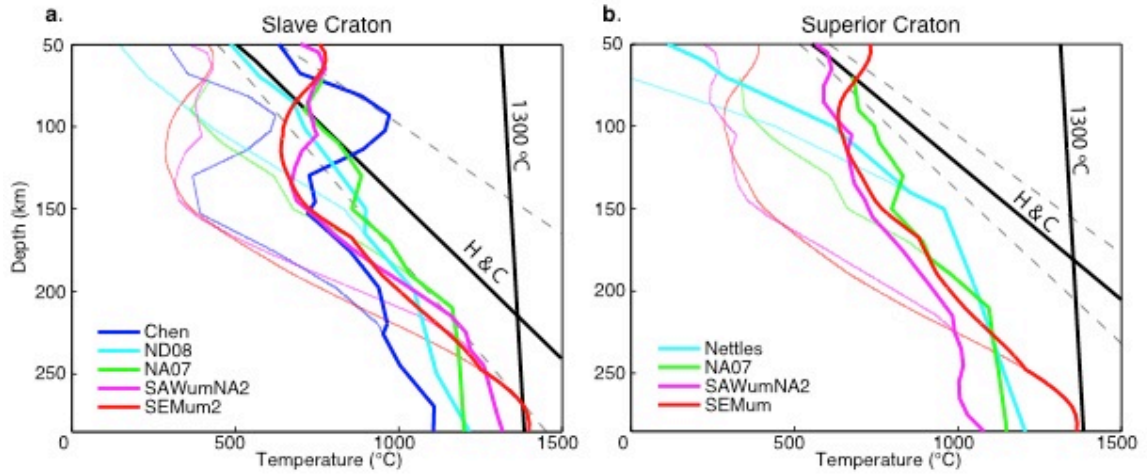 a.
Slave Craton
50
100
150
200
250
Depth (km)
1300 °C
H & C
Chen
ND08
NA07
SAWumNA2
SEMum2
0
500
1000
1500
Temperature (°C)
b.
Superior Craton
50
100
150
200
250
1300 °C
H & C
Nettles
NA07
SAWumNA2
SEMum
0
500
1000
1500
Temperature (°C)